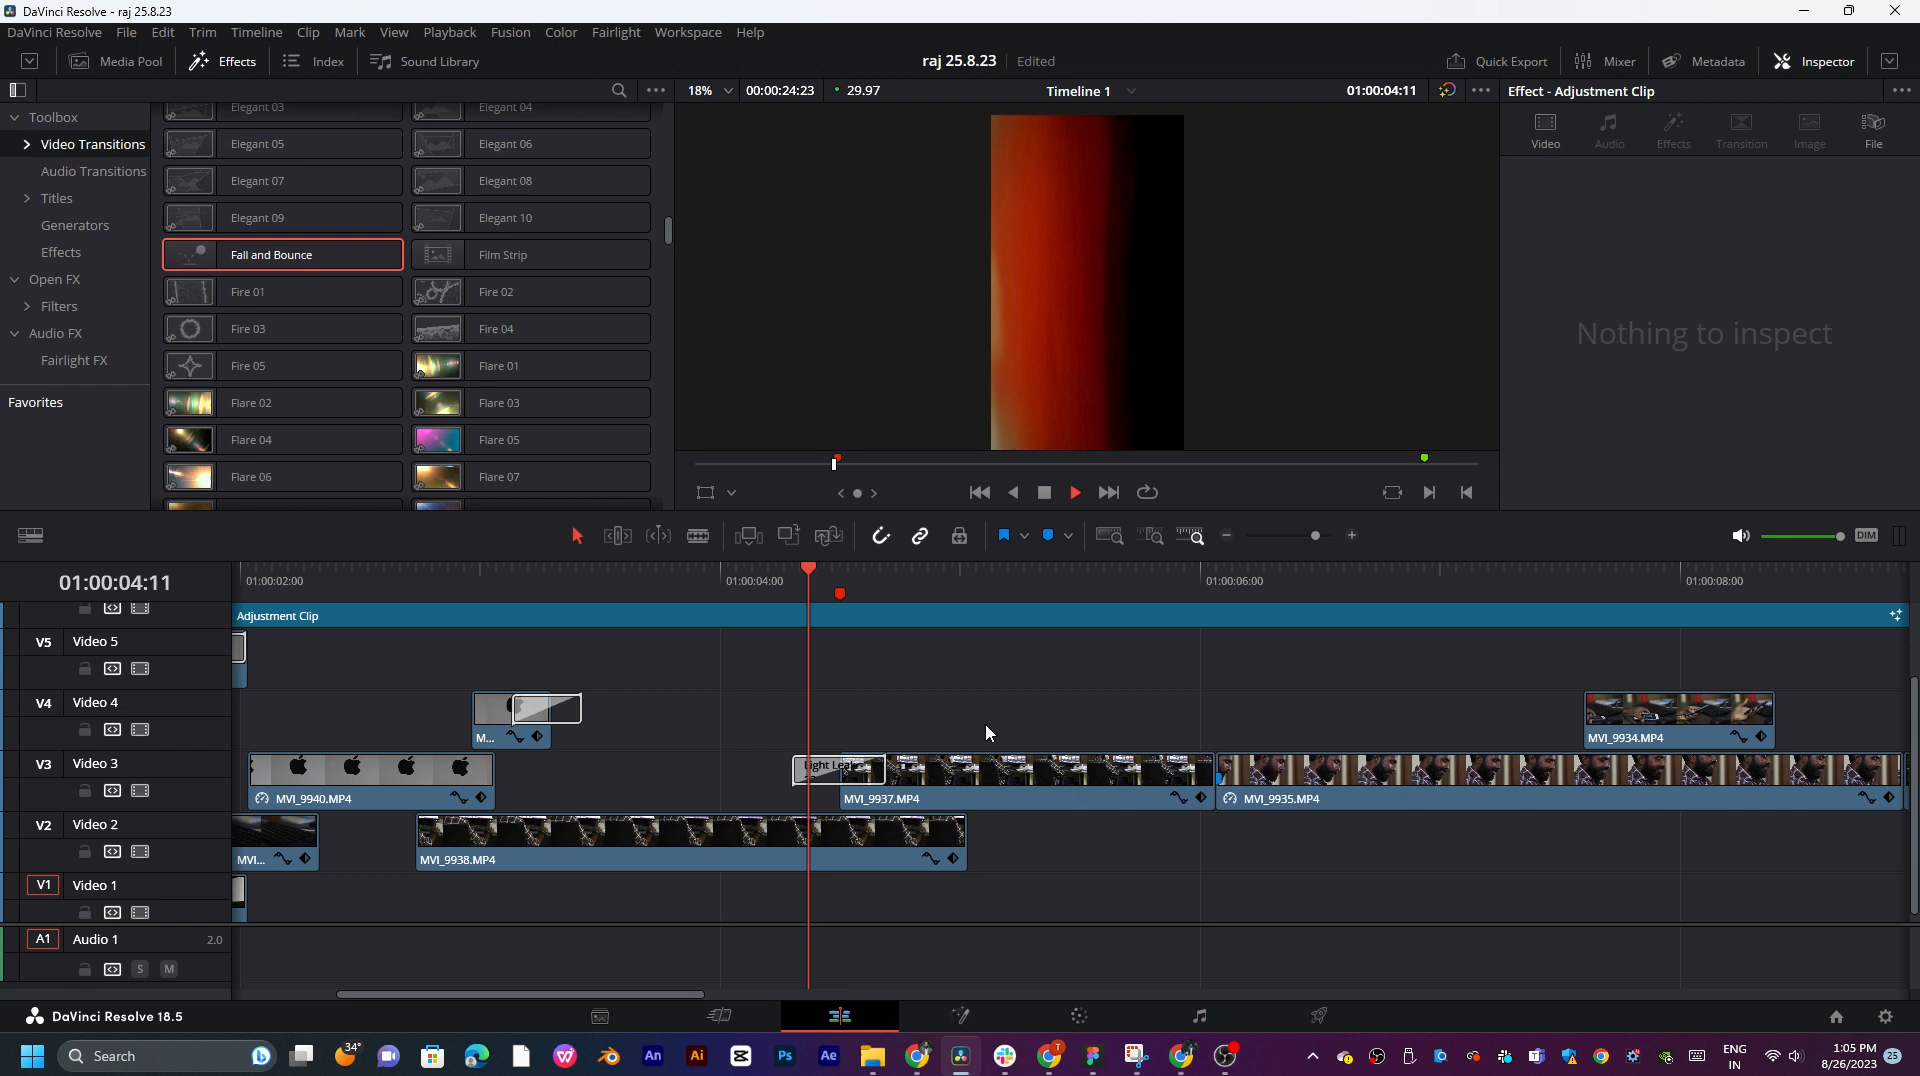 DaVinci Resolve - raj 25.8.23
DaVinci Resolve File Edit Trim Timeline Clip Mark View Playback Fusion Color Fairlight Workspace Help
Media Pool Effects Index Sound Library raj 25.8.23 Edited Quick Export Mixer Metadata Inspector
18% 00:00:24:23 29.97 Timeline 1 01:00:04:11 Effect - Adjustment Clip
Toolbox
Video Transitions
Audio Transitions
Titles
Generators
Effects
Open FX
Filters
Audio FX
Fairlight FX
Favorites
Elegant 03 Elegant 04
Elegant 05 Elegant 06
Elegant 07 Elegant 08
Elegant 09 Elegant 10
Fall and Bounce Film Strip
Fire 01 Fire 02
Fire 03 Fire 04
Fire 05 Flare 01
Flare 02 Flare 03
Flare 04 Flare 05
Flare 06 Flare 07
Video Audio Effects Transition Image File
Nothing to inspect
DIM
01:00:04:11
01:00:02:00 01:00:04:00 01:00:06:00 01:00:08:00
Adjustment Clip
V5 Video 5
V4 Video 4
M... MVI_9934.MP4
V3 Video 3
Light Leak
MVI_9940.MP4 MVI_9937.MP4 MVI_9935.MP4
V2 Video 2
MVI... MVI_9938.MP4
V1 Video 1
A1 Audio 1 2.0
S M
DaVinci Resolve 18.5
Search 34° An Ai Ps Ae ENG IN 1:05 PM 8/26/2023 25